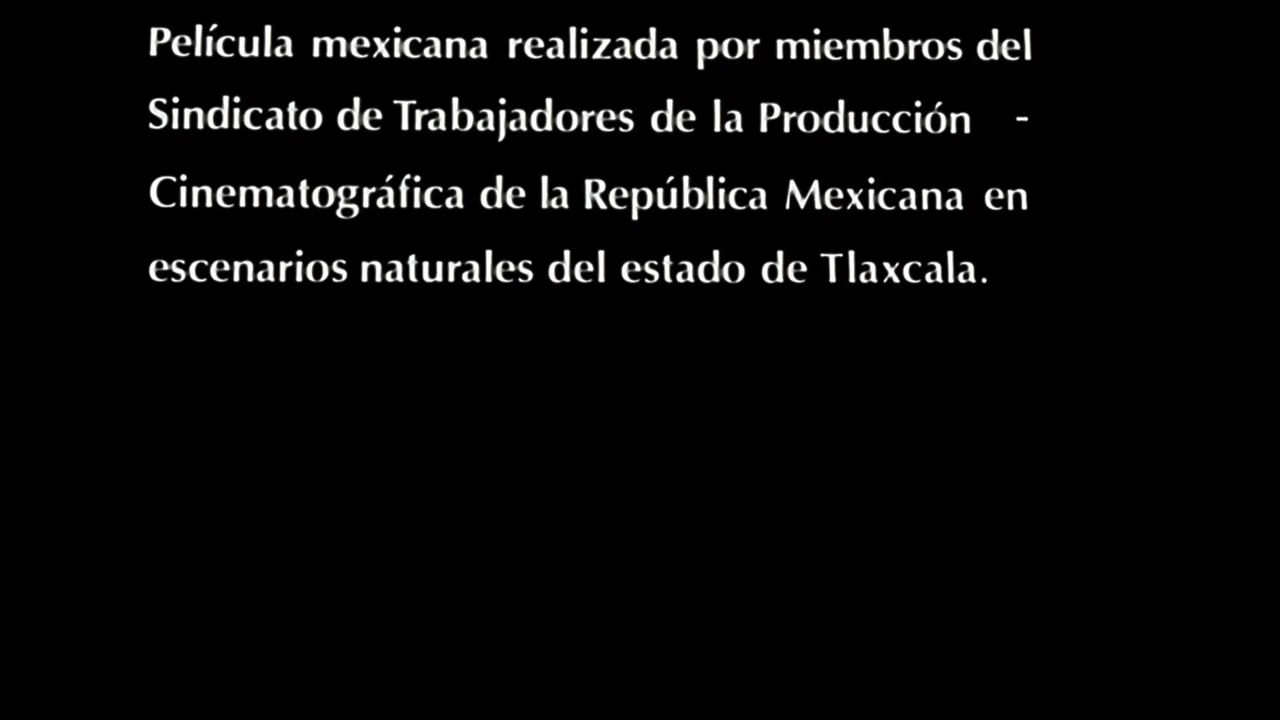 Película mexicana realizada por miembros del
Sindicato de Trabajadores de la Producción -
Cinematográfica de la República Mexicana en
escenarios naturales del estado de Tlaxcala.